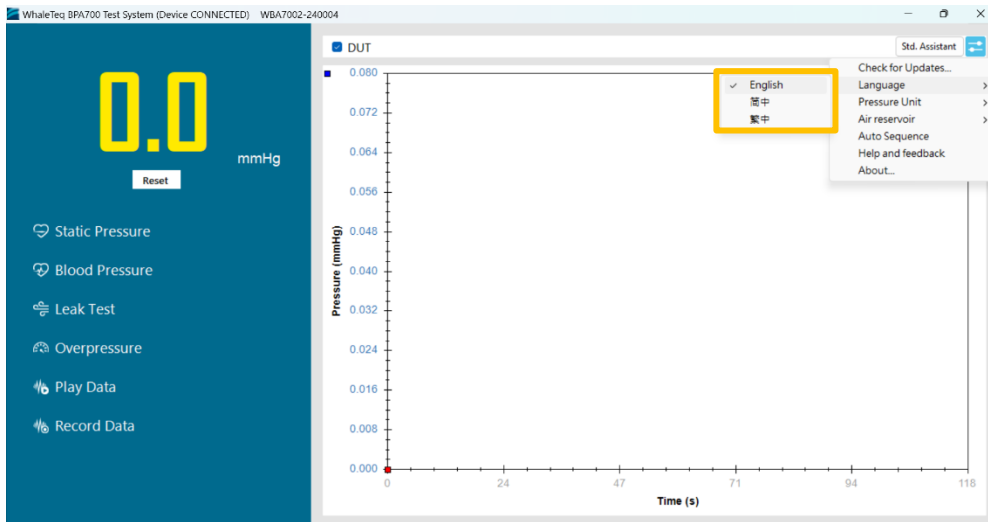 WhaleTeq BPA700 Test System (Device CONNECTED) WBA7002-240004
0.0
mmHg
Reset
Static Pressure
Blood Pressure
Leak Test
Overpressure
Play Data
Record Data
DUT
Std. Assistant
Check for Updates...
Language
Pressure Unit
Air reservoir
Auto Sequence
Help and feedback
About...
English
简中
繁中
Pressure (mmHg)
0.080
0.072
0.064
0.056
0.048
0.040
0.032
0.024
0.016
0.008
0.000
0 24 47 71 94 118
Time (s)